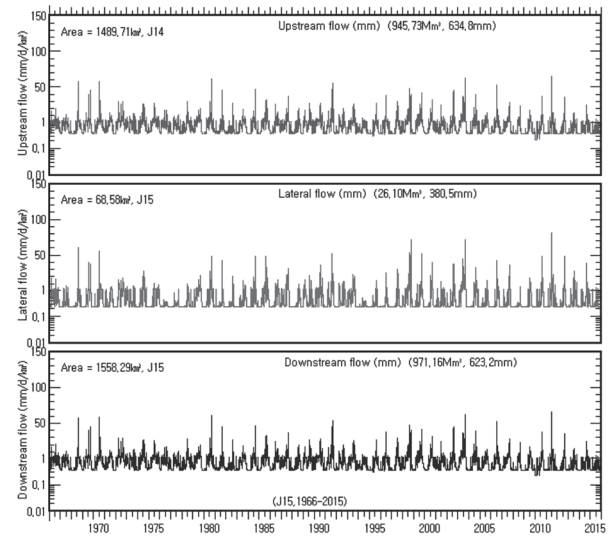 150
Area = 1489,71㎢, J14
Upstream flow (mm) (945,73Mm³, 634,8mm)
100
50
1
0,1
0,01
Upstream flow (mm/d/㎢)
150
Area = 68,58㎢, J15
Lateral flow (mm) (26,10Mm³, 380,5mm)
100
50
1
0,1
0,01
Lateral flow (mm/d/㎢)
150
Area = 1558,29㎢, J15
Downstream flow (mm) (971,16Mm³, 623,2mm)
100
50
1
0,1
0,01
Downstream flow (mm/d/㎢)
(J15,1966-2015)
1970 1975 1980 1985 1990 1995 2000 2005 2010 2015